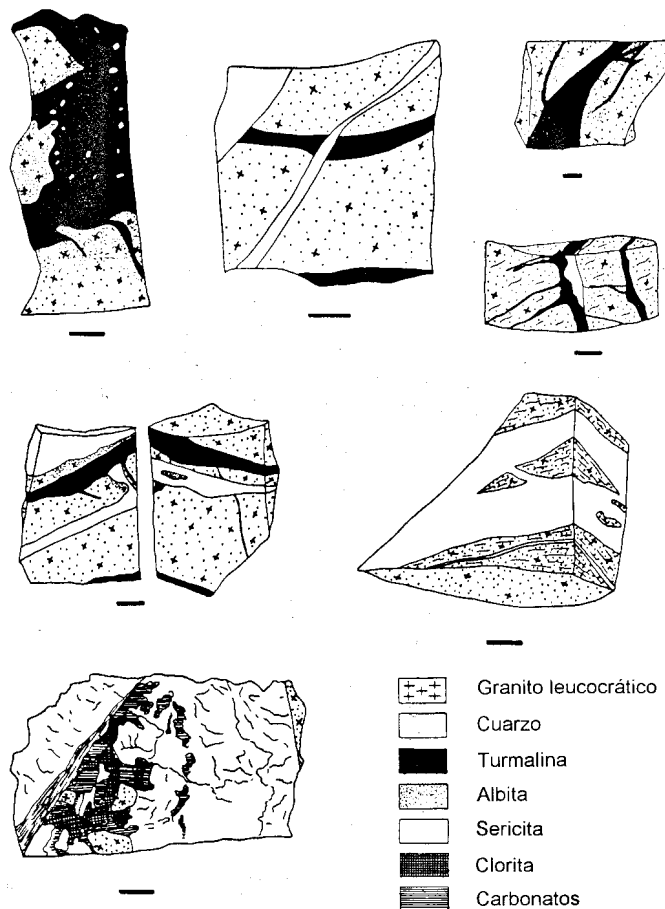 Granito leucocrático
Cuarzo
Turmalina
Albita
Sericita
Clorita
Carbonatos